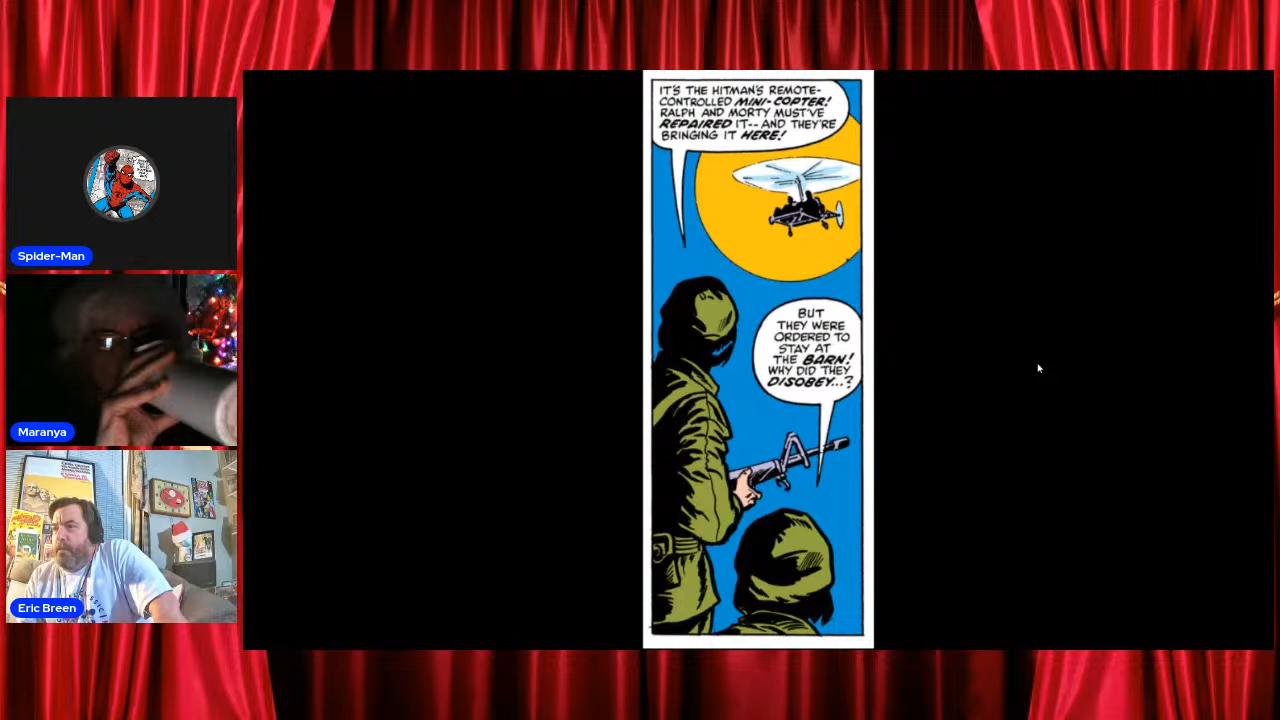 IT'S THE HITMAN'S REMOTE-
CONTROLLED MINI-COPTER!
RALPH AND MORTY MUST'VE
REPAIRED IT--AND THEY'RE
BRINGING IT HERE!
BUT
THEY WERE
ORDERED TO
STAY AT
THE BARN!
WHY DID THEY
DISOBEY...?
Spider-Man
Maranya
Eric Breen